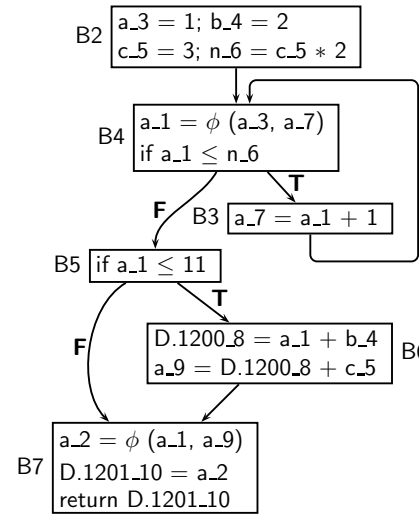 B2
a_3 = 1; b_4 = 2
c_5 = 3; n_6 = c_5 * 2
B4
a_1 = ϕ (a_3, a_7)
if a_1 ≤ n_6
F
T
B3
a_7 = a_1 + 1
B5
if a_1 ≤ 11
F
T
D.1200_8 = a_1 + b_4
a_9 = D.1200_8 + c_5
B7
a_2 = ϕ (a_1, a_9)
D.1201_10 = a_2
return D.1201_10